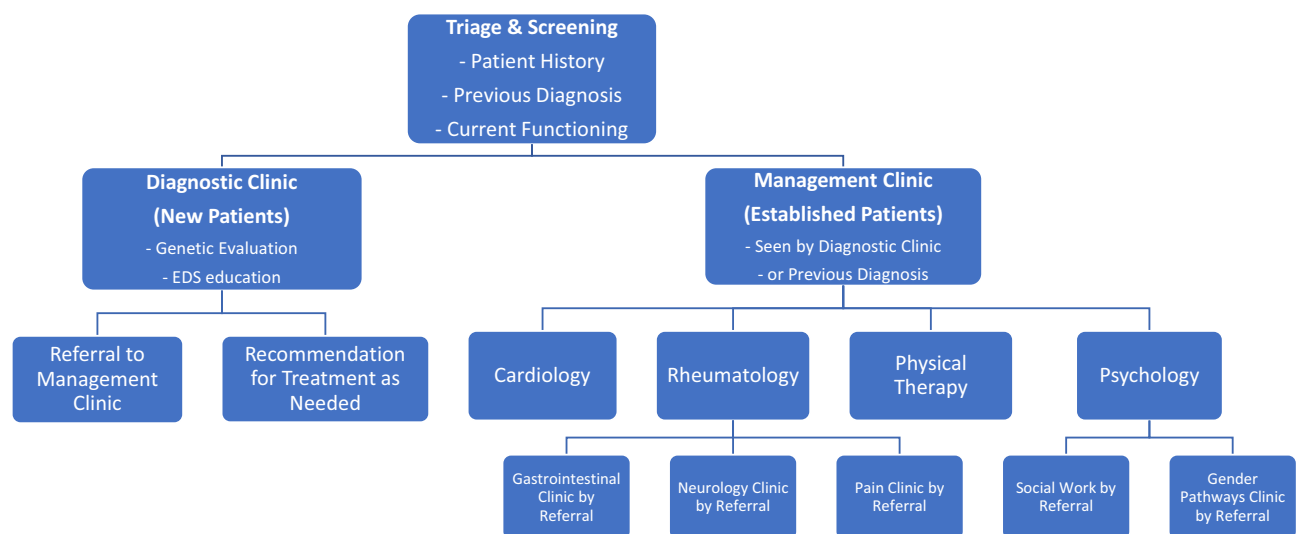 Triage & Screening
- Patient History
- Previous Diagnosis
- Current Functioning
Diagnostic Clinic
(New Patients)
- Genetic Evaluation
- EDS education
Management Clinic
(Established Patients)
- Seen by Diagnostic Clinic
- or Previous Diagnosis
Referral to
Management
Clinic
Recommendation
for Treatment as
Needed
Cardiology
Rheumatology
Physical
Therapy
Psychology
Gastrointestinal
Clinic by
Referral
Neurology Clinic
by Referral
Pain Clinic by
Referral
Social Work by
Referral
Gender
Pathways Clinic
by Referral